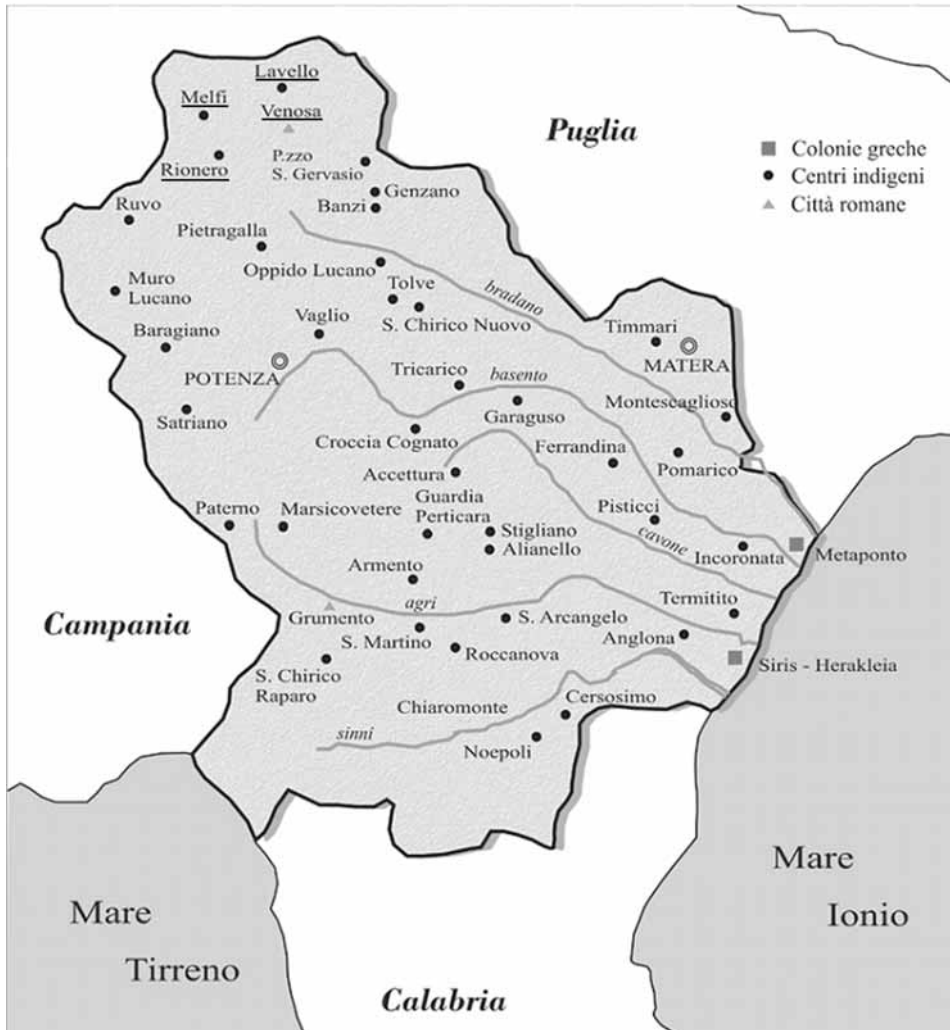 Lavello
Melfi
Venosa
Puglia
Colonie greche
Centri indigeni
Città romane
Rionero
P.zzo
S. Gervasio
Genzano
Banzi
Ruvo
Pietragalla
Oppido Lucano
Tolve
bradano
Muro
Lucano
Vaglio
S. Chirico Nuovo
Timmari
Baragiano
MATERA
POTENZA
Tricarico
basento
Montescaglioso
Satriano
Garaguso
Croccia Cognato
Ferrandina
Accettura
Pomarico
Guardia
Perticara
Paterno
Marsicovetere
Stigliano
Alianello
Pisticci
cavone
Incoronata
Metaponto
Armento
agri
Termitito
Campania
Grumento
S. Martino
S. Arcangelo
Anglona
Roccanova
Siris - Herakleia
S. Chirico
Raparo
Chiaromonte
Cersosimo
sinni
Noepoli
Mare
Tirreno
Mare
Ionio
Calabria